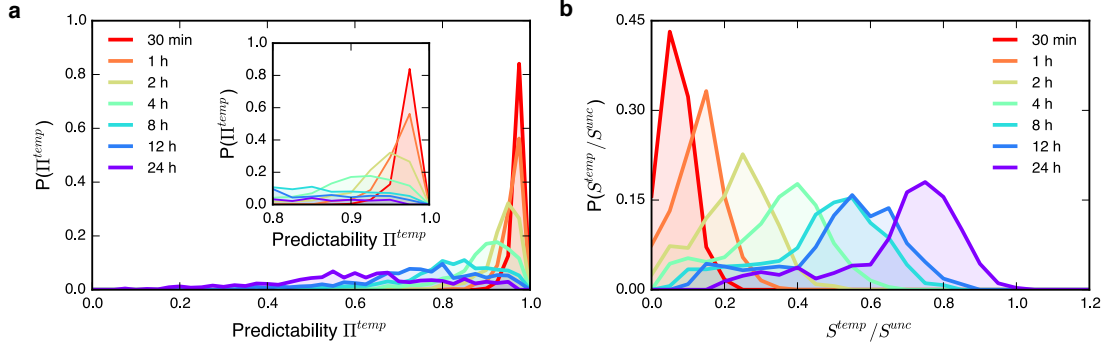 a
1.0
0.8
0.6
0.4
0.2
0.0
P(Π^temp)
30 min
1 h
2 h
4 h
8 h
12 h
24 h
1.0
0.8
0.6
0.4
0.2
0.0
P(Π^temp)
0.8 0.9 1.0
Predictability Π^temp
0.0 0.2 0.4 0.6 0.8 1.0
Predictability Π^temp
b
0.45
0.30
0.15
0.00
P(S^temp/S^unc)
30 min
1 h
2 h
4 h
8 h
12 h
24 h
0.0 0.2 0.4 0.6 0.8 1.0 1.2
S^temp/S^unc